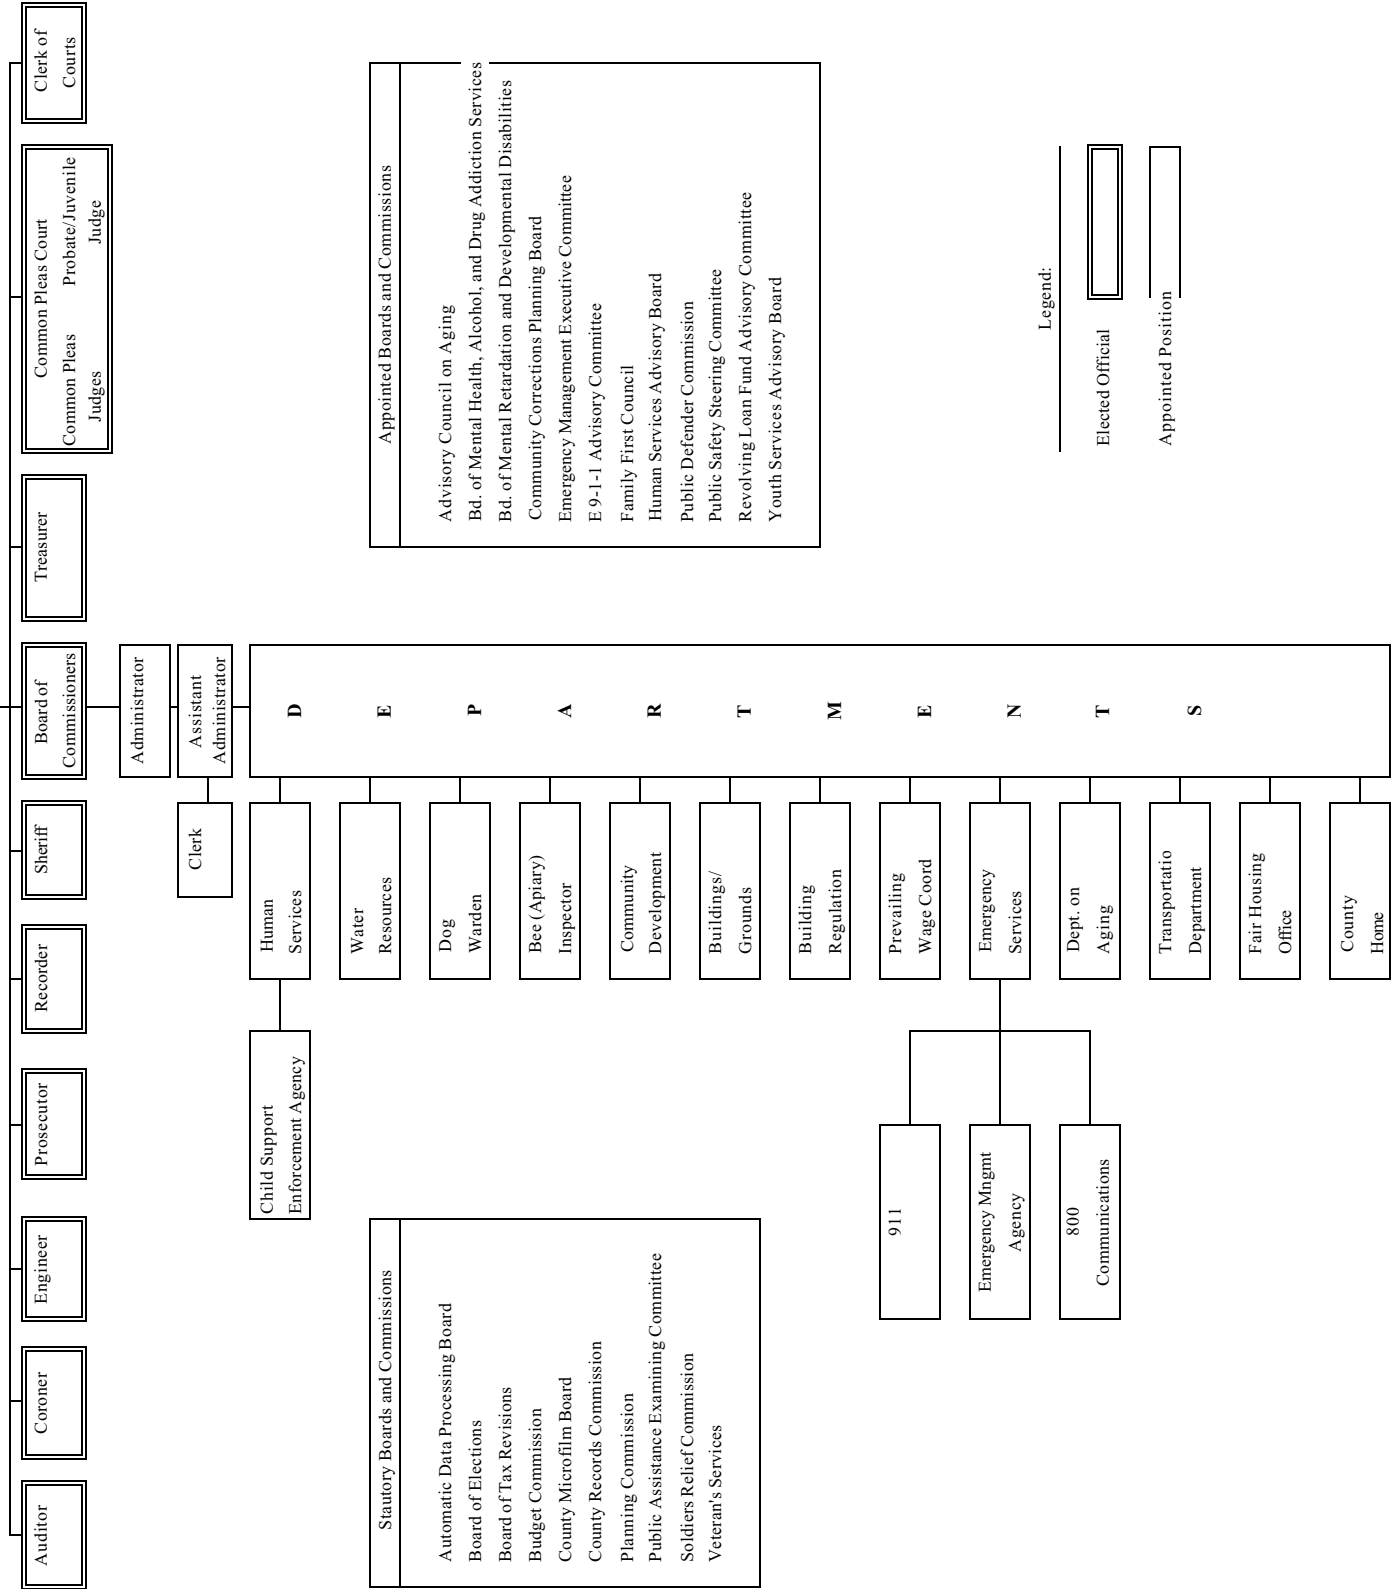 Auditor
Coroner
Engineer
Prosecutor
Recorder
Sheriff
Board of
Commissioners
Treasurer
Common Pleas Court
Common Pleas Probate/Juvenile
Judges Judge
Clerk of
Courts
Administrator
Clerk
Assistant
Administrator
DEPARTMENTS
Child Support
Enforcement Agency
Human
Services
Water
Resources
Dog
Warden
Bee (Apiary)
Inspector
Community
Development
Buildings/
Grounds
Building
Regulation
Prevailing
Wage Coord
Emergency
Services
Dept. on
Aging
Transportatio
Department
Fair Housing
Office
County
Home
911
Emergency Mngmt
Agency
800
Communications
Stautory Boards and Commissions
Automatic Data Processing Board
Board of Elections
Board of Tax Revisions
Budget Commission
County Microfilm Board
County Records Commission
Planning Commission
Public Assistance Examining Committee
Soldiers Relief Commission
Veteran's Services
Appointed Boards and Commissions
Advisory Council on Aging
Bd. of Mental Health, Alcohol, and Drug Addiction Services
Bd. of Mental Retardation and Developmental Disabilities
Community Corrections Planning Board
Emergency Management Executive Committee
E 9-1-1 Advisory Committee
Family First Council
Human Services Advisory Board
Public Defender Commission
Public Safety Steering Committee
Revolving Loan Fund Advisory Committee
Youth Services Advisory Board
Legend:
Elected Official
Appointed Position